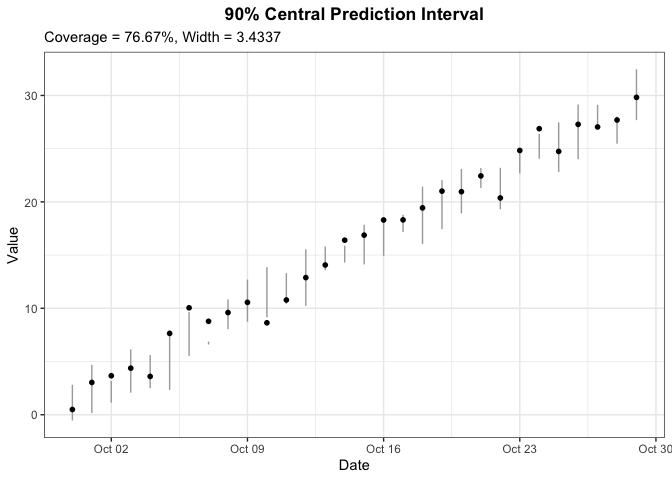 90% Central Prediction Interval
Coverage = 76.67%, Width = 3.4337
30
20
10
0
Value
Oct 02 Oct 09 Oct 16 Oct 23 Oct 30
Date